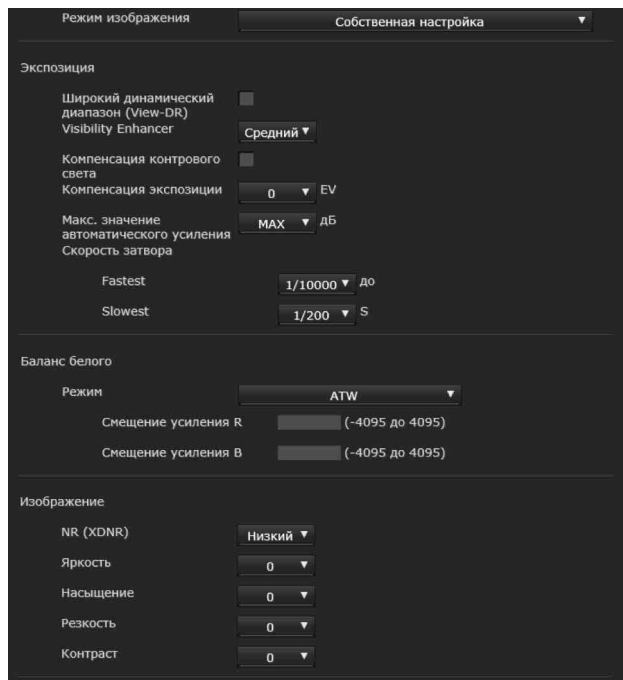 Режим изображения Собственная настройка
Экспозиция
Широкий динамический
диапазон (View-DR)
Visibility Enhancer Средний
Компенсация контрового
света
Компенсация экспозиции 0 EV
Макс. значение
автоматического усиления MAX дБ
Скорость затвора
Fastest 1/10000 до
Slowest 1/200 S
Баланс белого
Режим ATW
Смещение усиления R (-4095 до 4095)
Смещение усиления B (-4095 до 4095)
Изображение
NR (XDNR) Низкий
Яркость 0
Насыщение 0
Резкость 0
Контраст 0